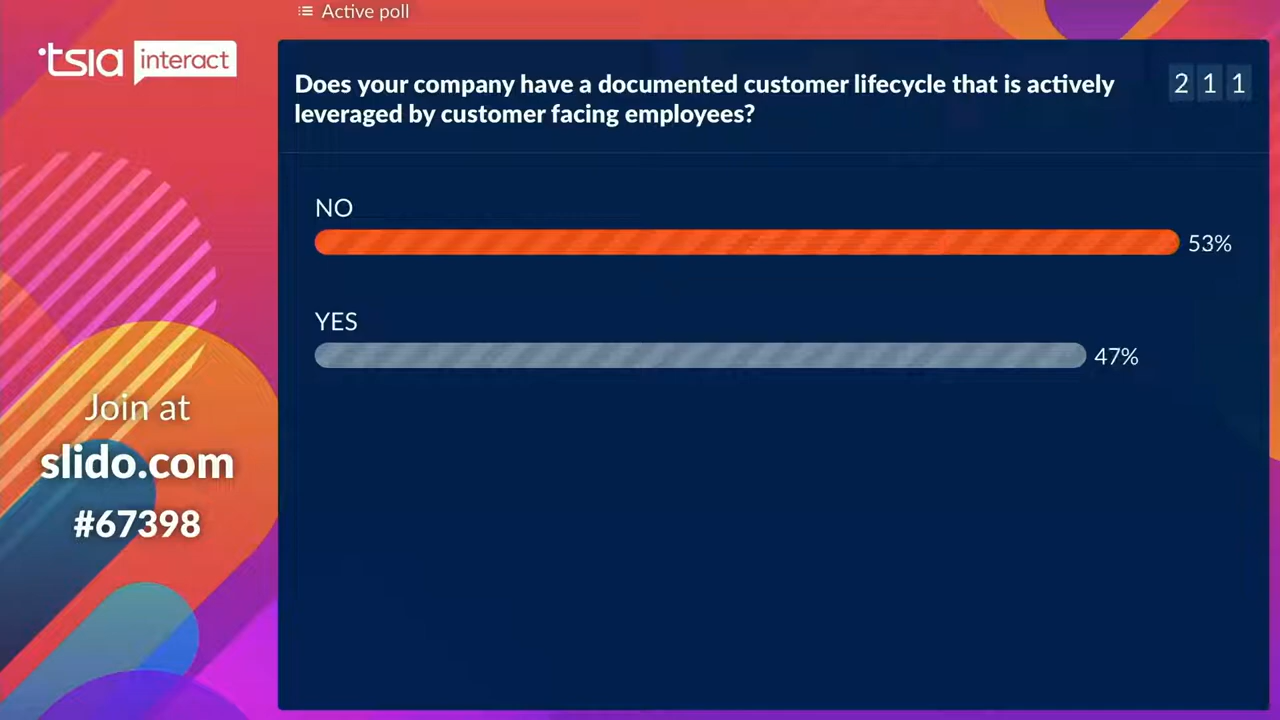 Active poll
tsia interact
Does your company have a documented customer lifecycle that is actively
leveraged by customer facing employees?
2 1 1
NO
53%
YES
47%
Join at
slido.com
#67398